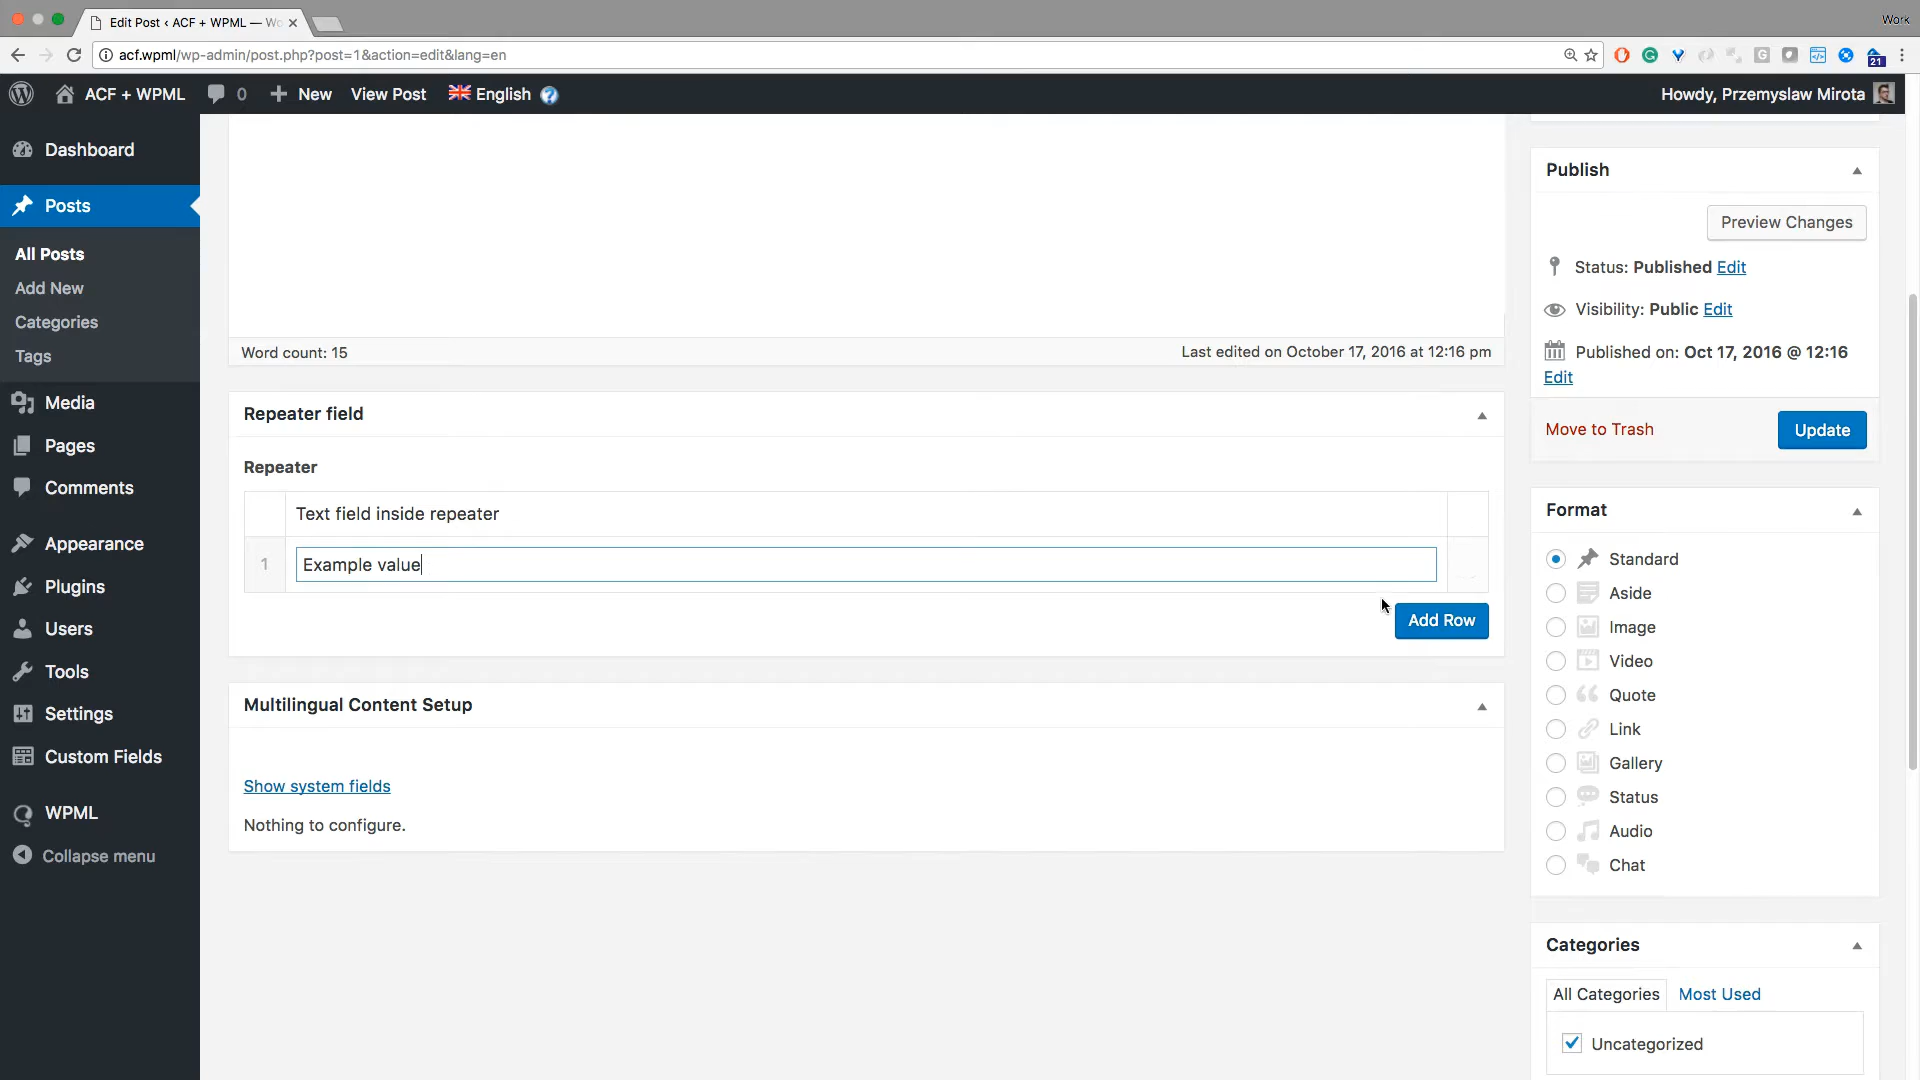 Work
Edit Post ‹ ACF + WPML — Wo
acf.wpml/wp-admin/post.php?post=1&action=edit&lang=en
21
ACF + WPML
0
New
View Post
English
Howdy, Przemyslaw Mirota
Dashboard
Posts
All Posts
Add New
Categories
Tags
Media
Pages
Comments
Appearance
Plugins
Users
Tools
Settings
Custom Fields
WPML
Collapse menu
Word count: 15
Last edited on October 17, 2016 at 12:16 pm
Repeater field
Repeater
Text field inside repeater
1
Example value
Add Row
Multilingual Content Setup
Show system fields
Nothing to configure.
Publish
Preview Changes
Status: Published Edit
Visibility: Public Edit
Published on: Oct 17, 2016 @ 12:16
Edit
Move to Trash
Update
Format
Standard
Aside
Image
Video
Quote
Link
Gallery
Status
Audio
Chat
Categories
All Categories
Most Used
Uncategorized